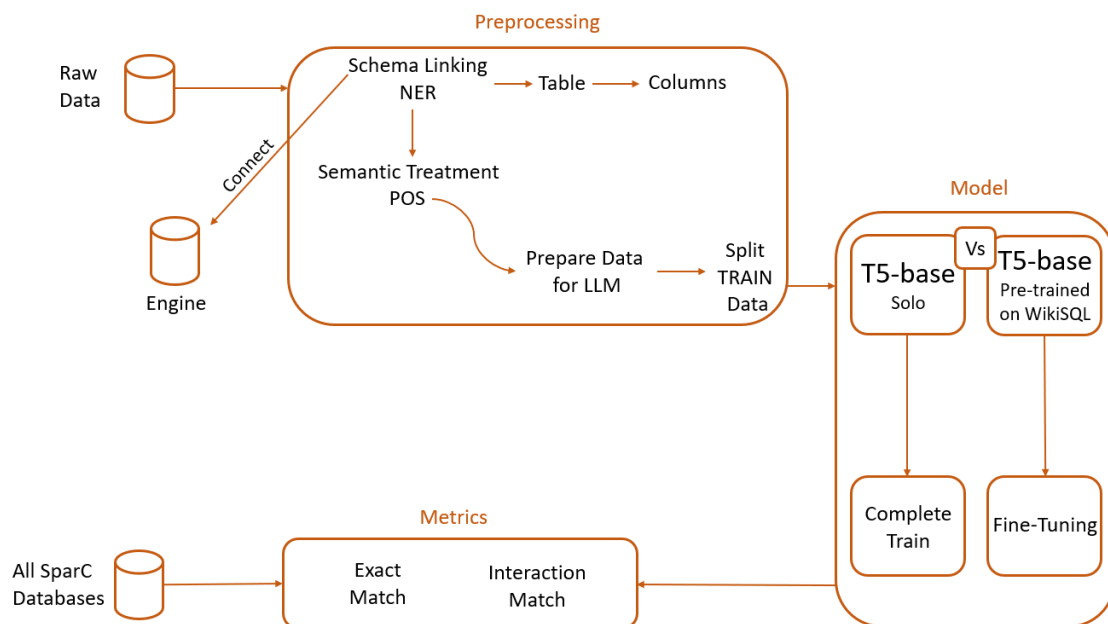 Preprocessing
Raw
Data
Schema Linking
NER
Table
Columns
Connect
Semantic Treatment
POS
Engine
Prepare Data
for LLM
Split
TRAIN
Data
Model
T5-base
Solo
Vs
T5-base
Pre-trained
on WikiSQL
Complete
Train
Fine-Tuning
Metrics
All SparC
Databases
Exact
Match
Interaction
Match